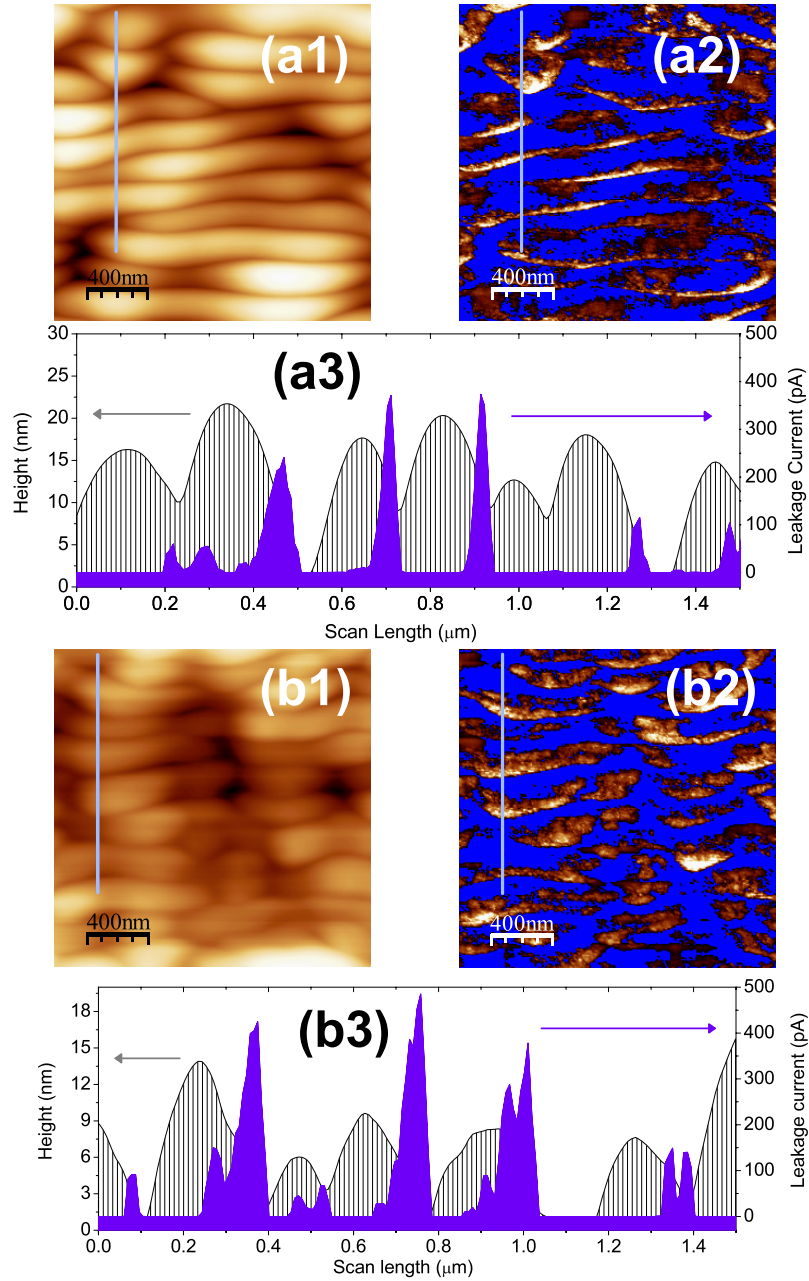 (a1)
(a2)
400nm
400nm
(a3)
Height (nm)
30
25
20
15
10
5
0
Leakage Current (pA)
500
400
300
200
100
0
0.0 0.2 0.4 0.6 0.8 1.0 1.2 1.4
Scan Length (μm)
(b1)
(b2)
400nm
400nm
(b3)
Height (nm)
18
15
12
9
6
3
0
Leakage current (pA)
500
400
300
200
100
0
0.0 0.2 0.4 0.6 0.8 1.0 1.2 1.4
Scan length (μm)